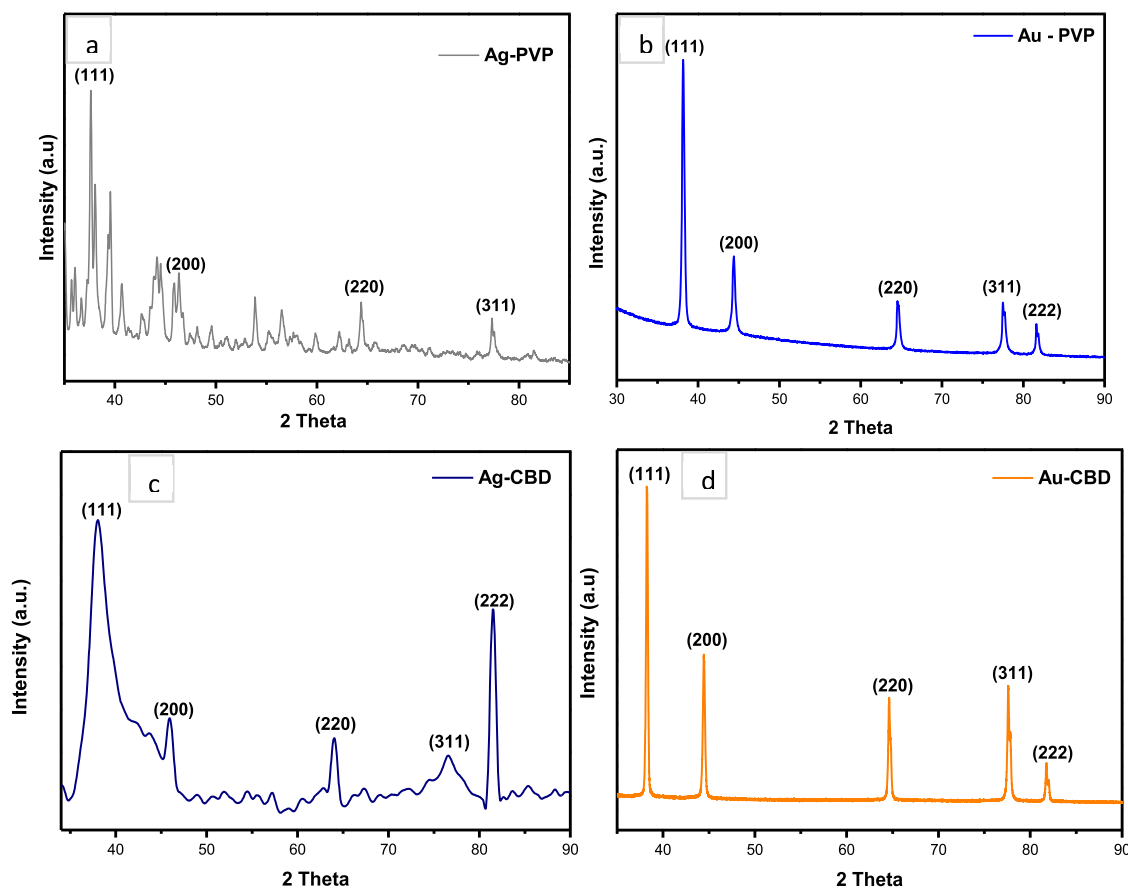 a
Ag-PVP
(111)
(200)
(220)
(311)
Intensity (a.u)
40 50 60 70 80
2 Theta
b
Au - PVP
(111)
(200)
(220)
(311)
(222)
Intensity (a.u.)
30 40 50 60 70 80 90
2 Theta
c
Ag-CBD
(111)
(200)
(220)
(311)
(222)
Intensity (a.u.)
40 50 60 70 80 90
2 Theta
d
Au-CBD
(111)
(200)
(220)
(311)
(222)
Intensity (a.u)
40 50 60 70 80 90
2 Theta